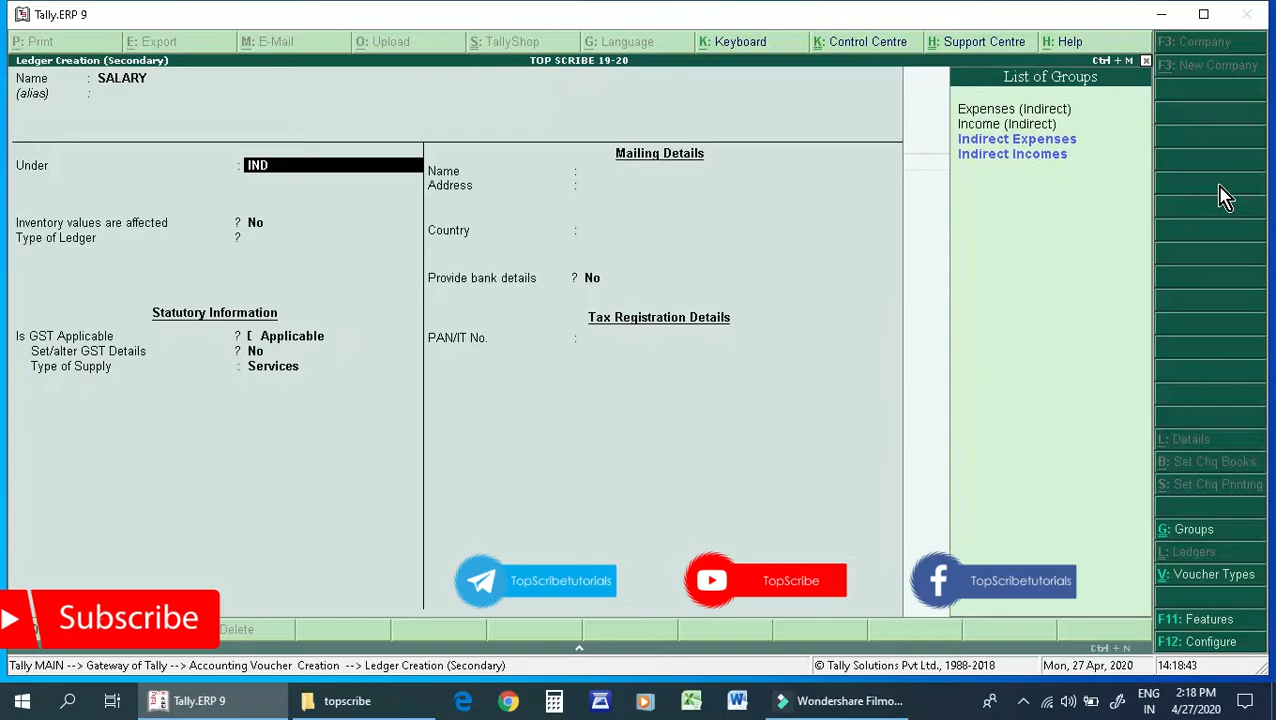 Tally.ERP 9
P: Print
E: Export
M: E-Mail
O: Upload
S: TallyShop
G: Language
K: Keyboard
K: Control Centre
H: Support Centre
H: Help
F3: Company
F3: New Company
Ledger Creation (Secondary)
TOP SCRIBE 19-20
Ctrl + M
Name : SALARY
(alias) :
Under : IND
Inventory values are affected ? No
Type of Ledger ?
Statutory Information
Is GST Applicable ? [ Applicable
Set/alter GST Details ? No
Type of Supply : Services
Mailing Details
Name :
Address :
Country :
Provide bank details ? No
Tax Registration Details
PAN/IT No. :
List of Groups
Expenses (Indirect)
Income (Indirect)
Indirect Expenses
Indirect Incomes
L: Details
B: Set Chq Books
S: Set Chq Printing
G: Groups
L: Ledgers
V: Voucher Types
F11: Features
F12: Configure
TopScribetutorials
TopScribe
TopScribetutorials
Subscribe
Delete
Ctrl + N
Tally MAIN --> Gateway of Tally --> Accounting Voucher Creation --> Ledger Creation (Secondary)
© Tally Solutions Pvt Ltd., 1988-2018
Mon, 27 Apr, 2020
14:18:43
Tally.ERP 9
topscribe
Wondershare Filmo...
ENG
IN
2:18 PM
4/27/2020